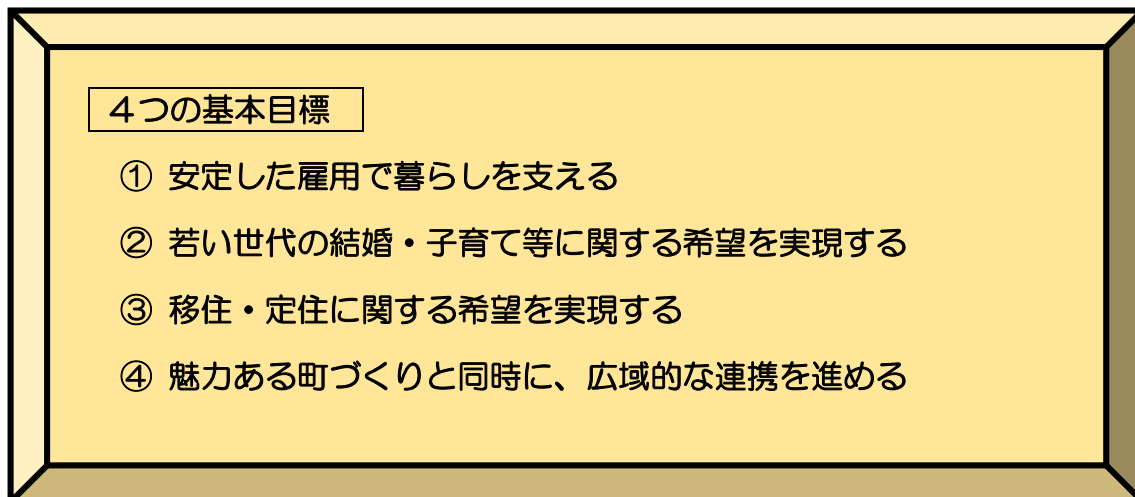 ４つの基本目標
① 安定した雇用で暮らしを支える
② 若い世代の結婚・子育て等に関する希望を実現する
③ 移住・定住に関する希望を実現する
④ 魅力ある町づくりと同時に、広域的な連携を進める